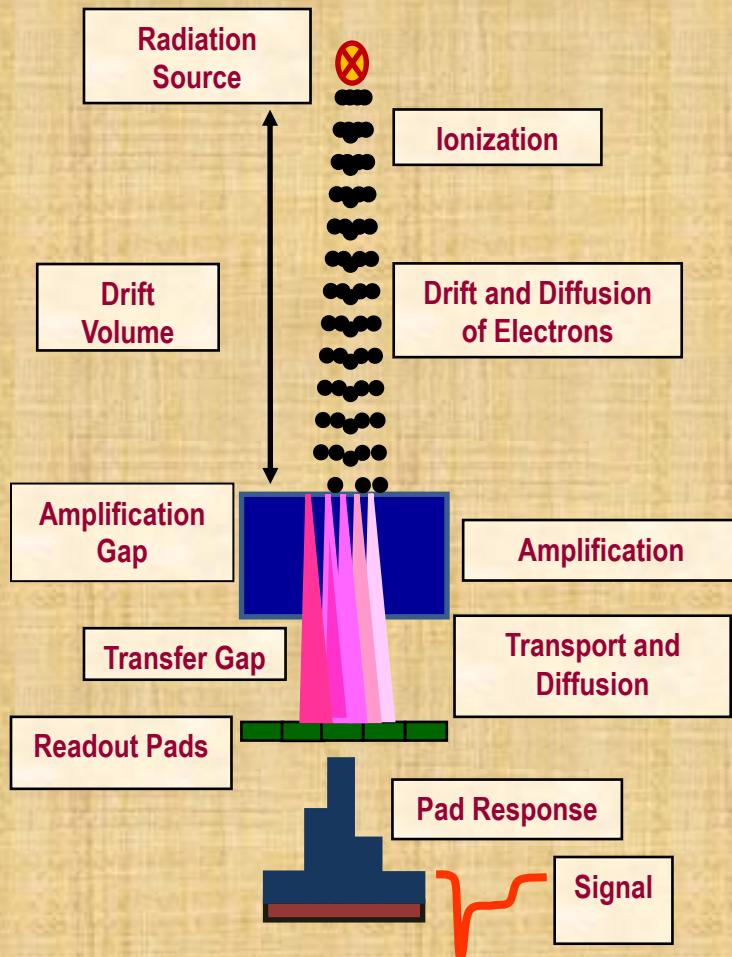 Radiation
Source
Ionization
Drift
Volume
Drift and Diffusion
of Electrons
Amplification
Gap
Amplification
Transfer Gap
Transport and
Diffusion
Readout Pads
Pad Response
Signal